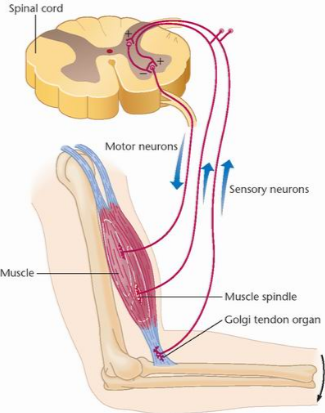 Spinal cord
+
+
−
Motor neurons
Sensory neurons
Muscle
Muscle spindle
Golgi tendon organ